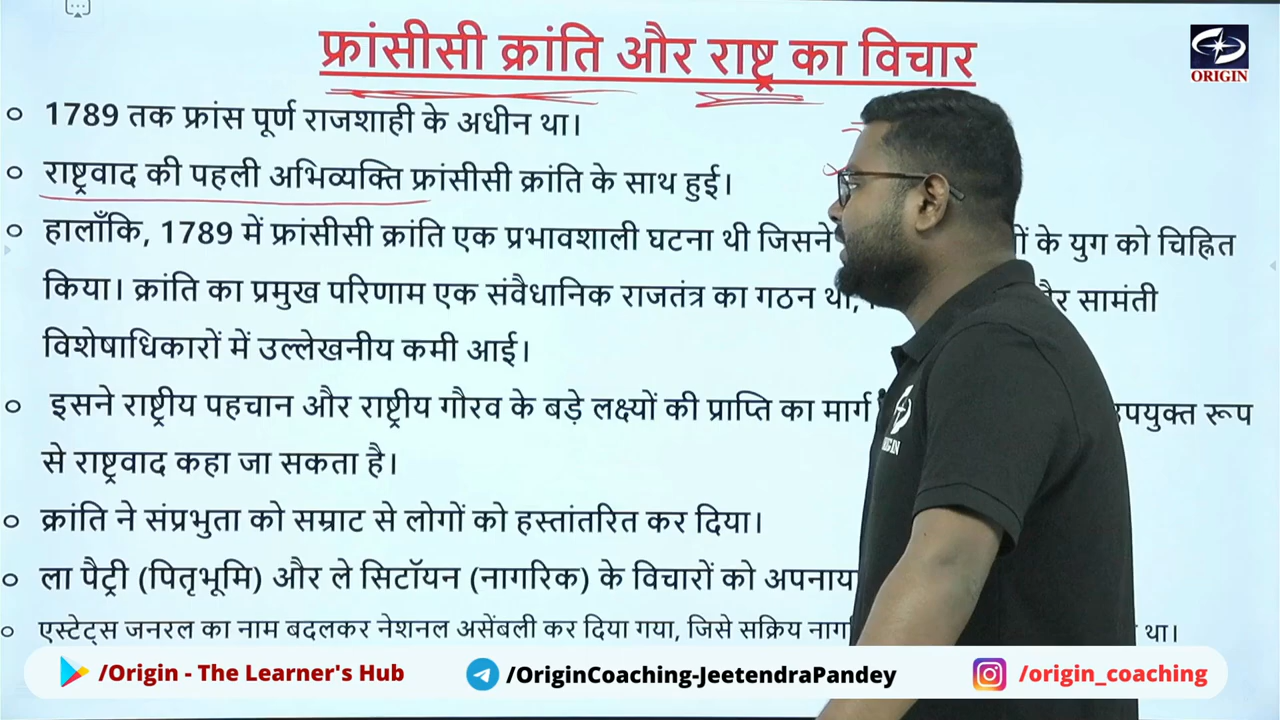 फ्रांसीसी क्रांति और राष्ट्र का विचार
ORIGIN
1789 तक फ्रांस पूर्ण राजशाही के अधीन था।
राष्ट्रवाद की पहली अभिव्यक्ति फ्रांसीसी क्रांति के साथ हुई।
हालाँकि, 1789 में फ्रांसीसी क्रांति एक प्रभावशाली घटना थी जिसने के युग को चिह्नित
किया। क्रांति का प्रमुख परिणाम एक संवैधानिक राजतंत्र का गठन था, सामंती
विशेषाधिकारों में उल्लेखनीय कमी आई।
इसने राष्ट्रीय पहचान और राष्ट्रीय गौरव के बड़े लक्ष्यों की प्राप्ति का मार्ग रूप
से राष्ट्रवाद कहा जा सकता है।
क्रांति ने संप्रभुता को सम्राट से लोगों को हस्तांतरित कर दिया।
ला पैट्री (पितृभूमि) और ले सिटॉयन (नागरिक) के विचारों को
एस्टेट्स जनरल का नाम बदलकर नेशनल असेंबली कर दिया गया, जिसे सक्रिय था।
ORIGIN
/Origin - The Learner's Hub
/OriginCoaching-JeetendraPandey
/origin_coaching